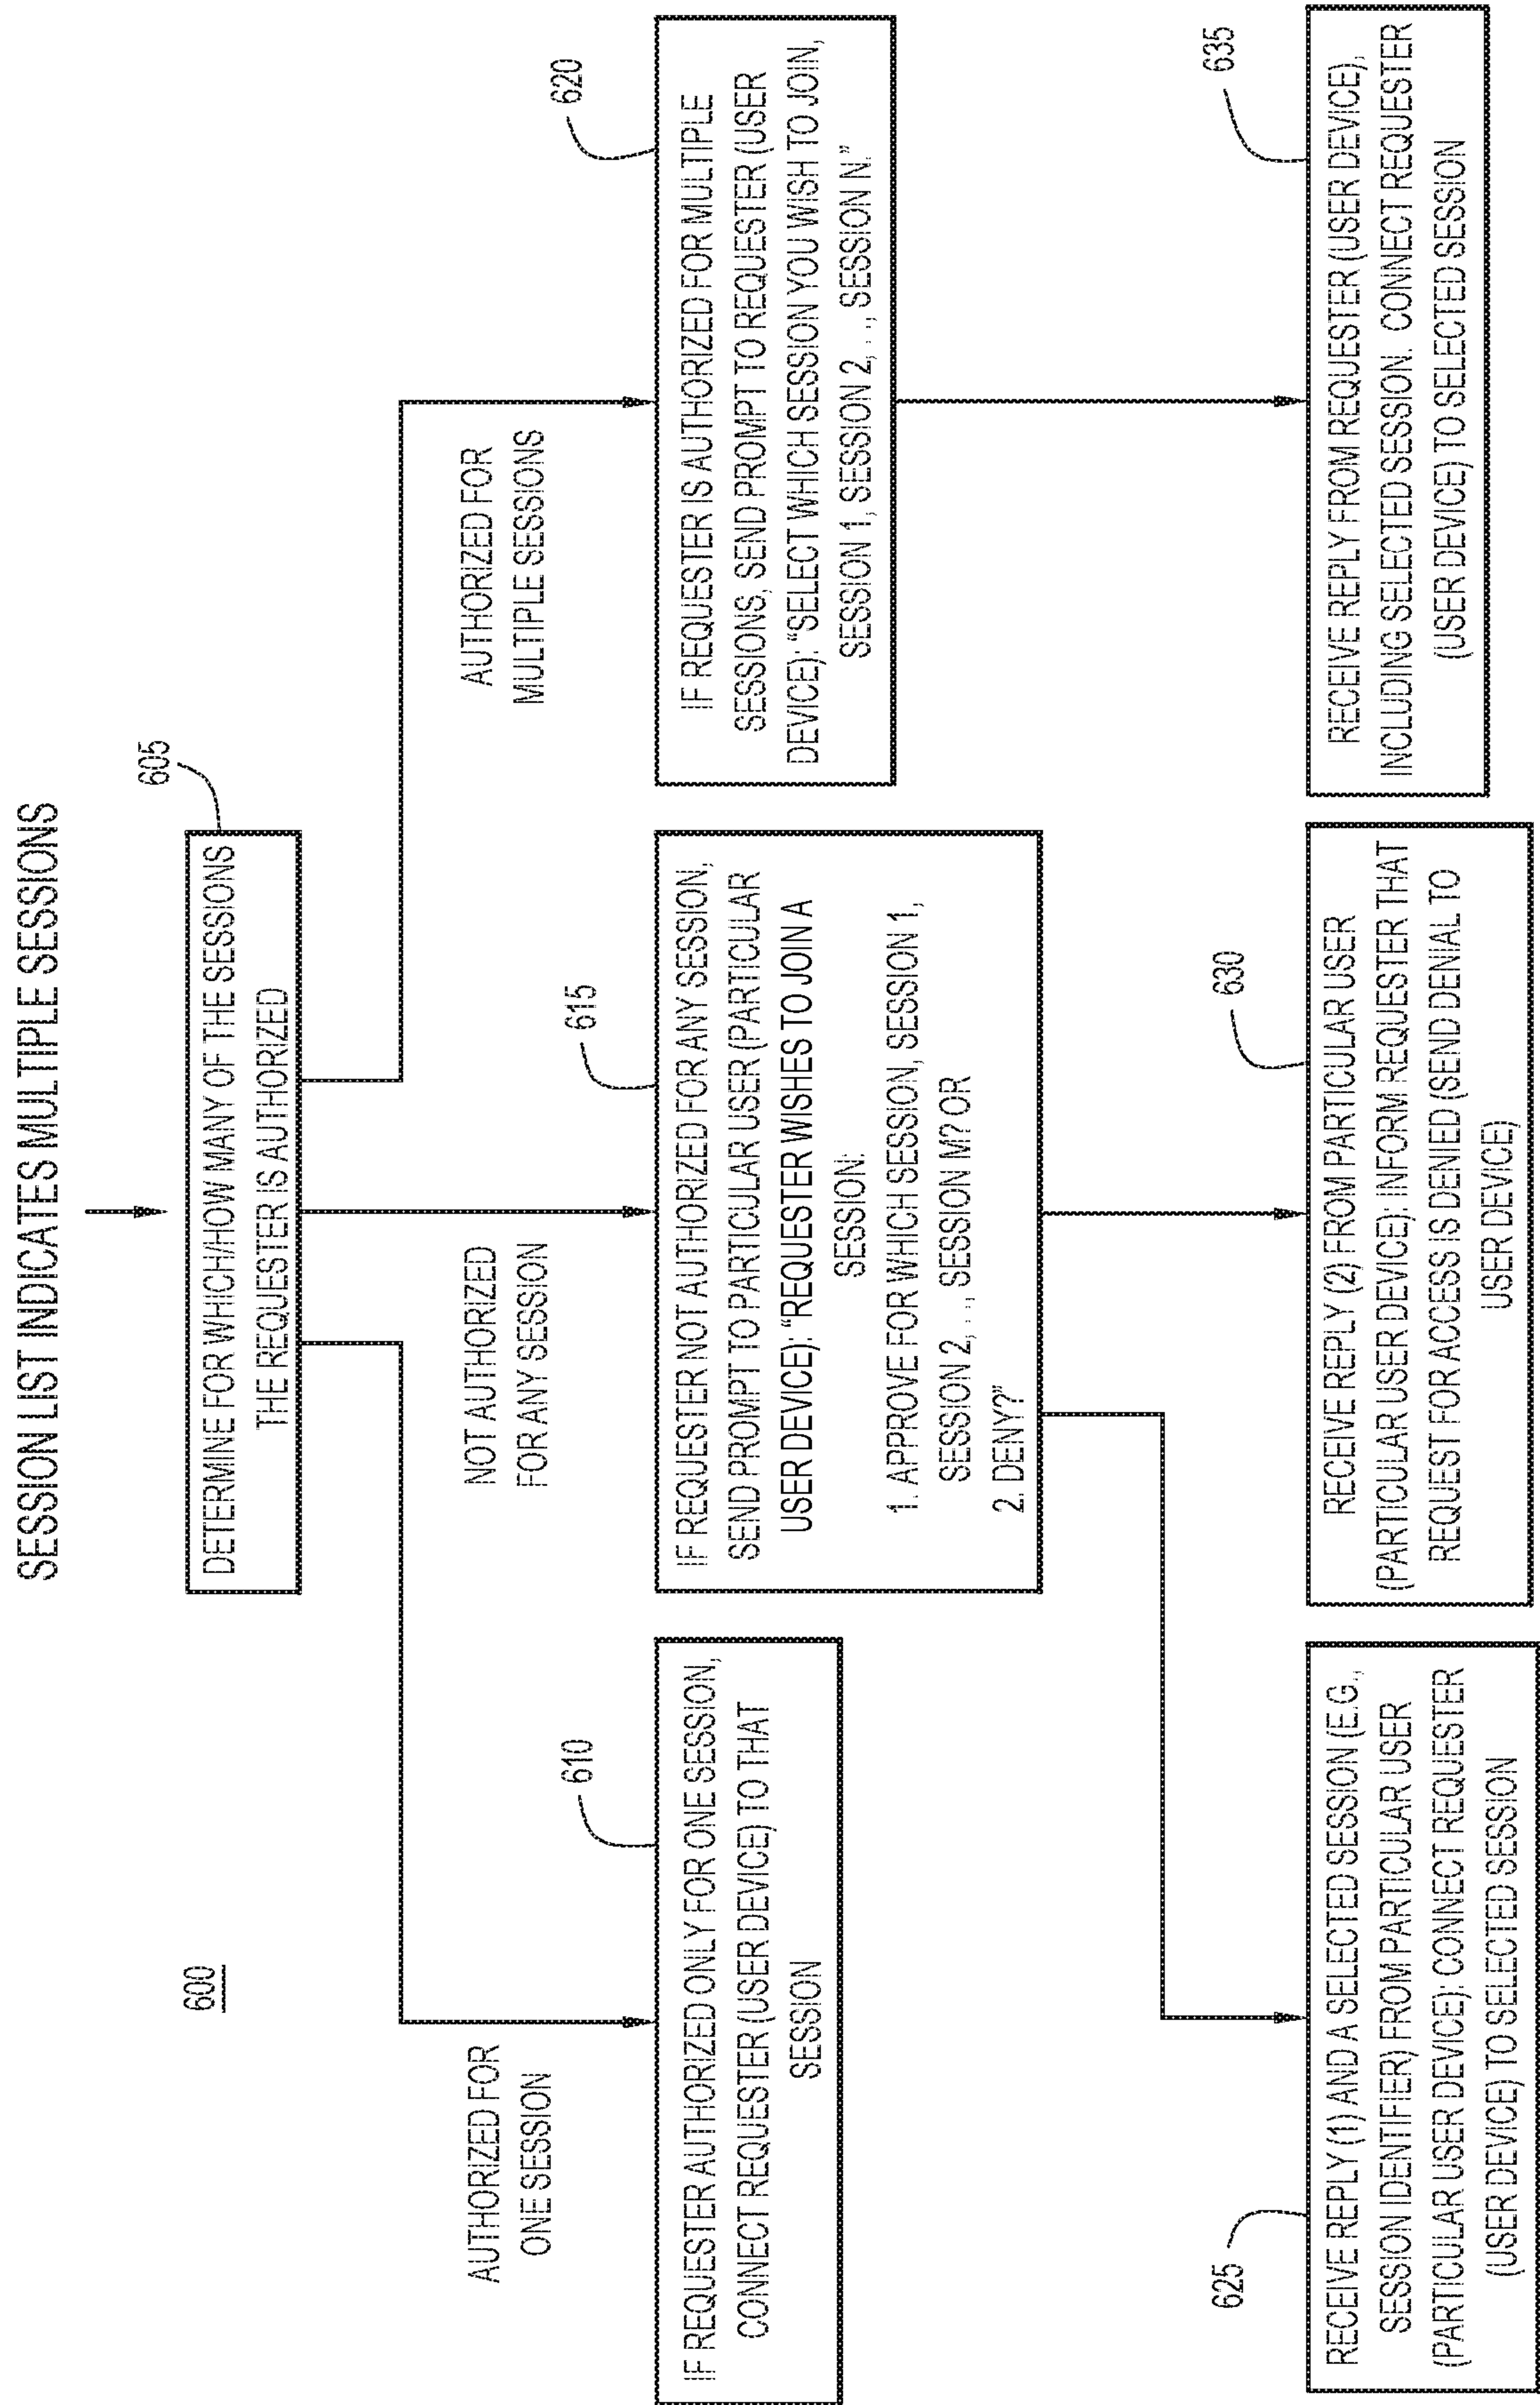 SESSION LIST INDICATES MULTIPLE SESSIONS
600
605
DETERMINE FOR WHICH/HOW MANY OF THE SESSIONS
THE REQUESTER IS AUTHORIZED
AUTHORIZED FOR
ONE SESSION
NOT AUTHORIZED
FOR ANY SESSION
AUTHORIZED FOR
MULTIPLE SESSIONS
610
IF REQUESTER AUTHORIZED ONLY FOR ONE SESSION,
CONNECT REQUESTER (USER DEVICE) TO THAT
SESSION
615
IF REQUESTER NOT AUTHORIZED FOR ANY SESSION,
SEND PROMPT TO PARTICULAR USER (PARTICULAR
USER DEVICE): “REQUESTER WISHES TO JOIN A
SESSION:
1. APPROVE FOR WHICH SESSION, SESSION 1,
SESSION 2, . . ., SESSION M? OR
2. DENY?”
620
IF REQUESTER IS AUTHORIZED FOR MULTIPLE
SESSIONS, SEND PROMPT TO REQUESTER (USER
DEVICE): “SELECT WHICH SESSION YOU WISH TO JOIN,
SESSION 1, SESSION 2, . . ., SESSION N.”
625
RECEIVE REPLY (1) AND A SELECTED SESSION (E.G.,
SESSION IDENTIFIER) FROM PARTICULAR USER
(PARTICULAR USER DEVICE): CONNECT REQUESTER
(USER DEVICE) TO SELECTED SESSION
630
RECEIVE REPLY (2) FROM PARTICULAR USER
(PARTICULAR USER DEVICE): INFORM REQUESTER THAT
REQUEST FOR ACCESS IS DENIED (SEND DENIAL TO
USER DEVICE)
635
RECEIVE REPLY FROM REQUESTER (USER DEVICE),
INCLUDING SELECTED SESSION. CONNECT REQUESTER
(USER DEVICE) TO SELECTED SESSION